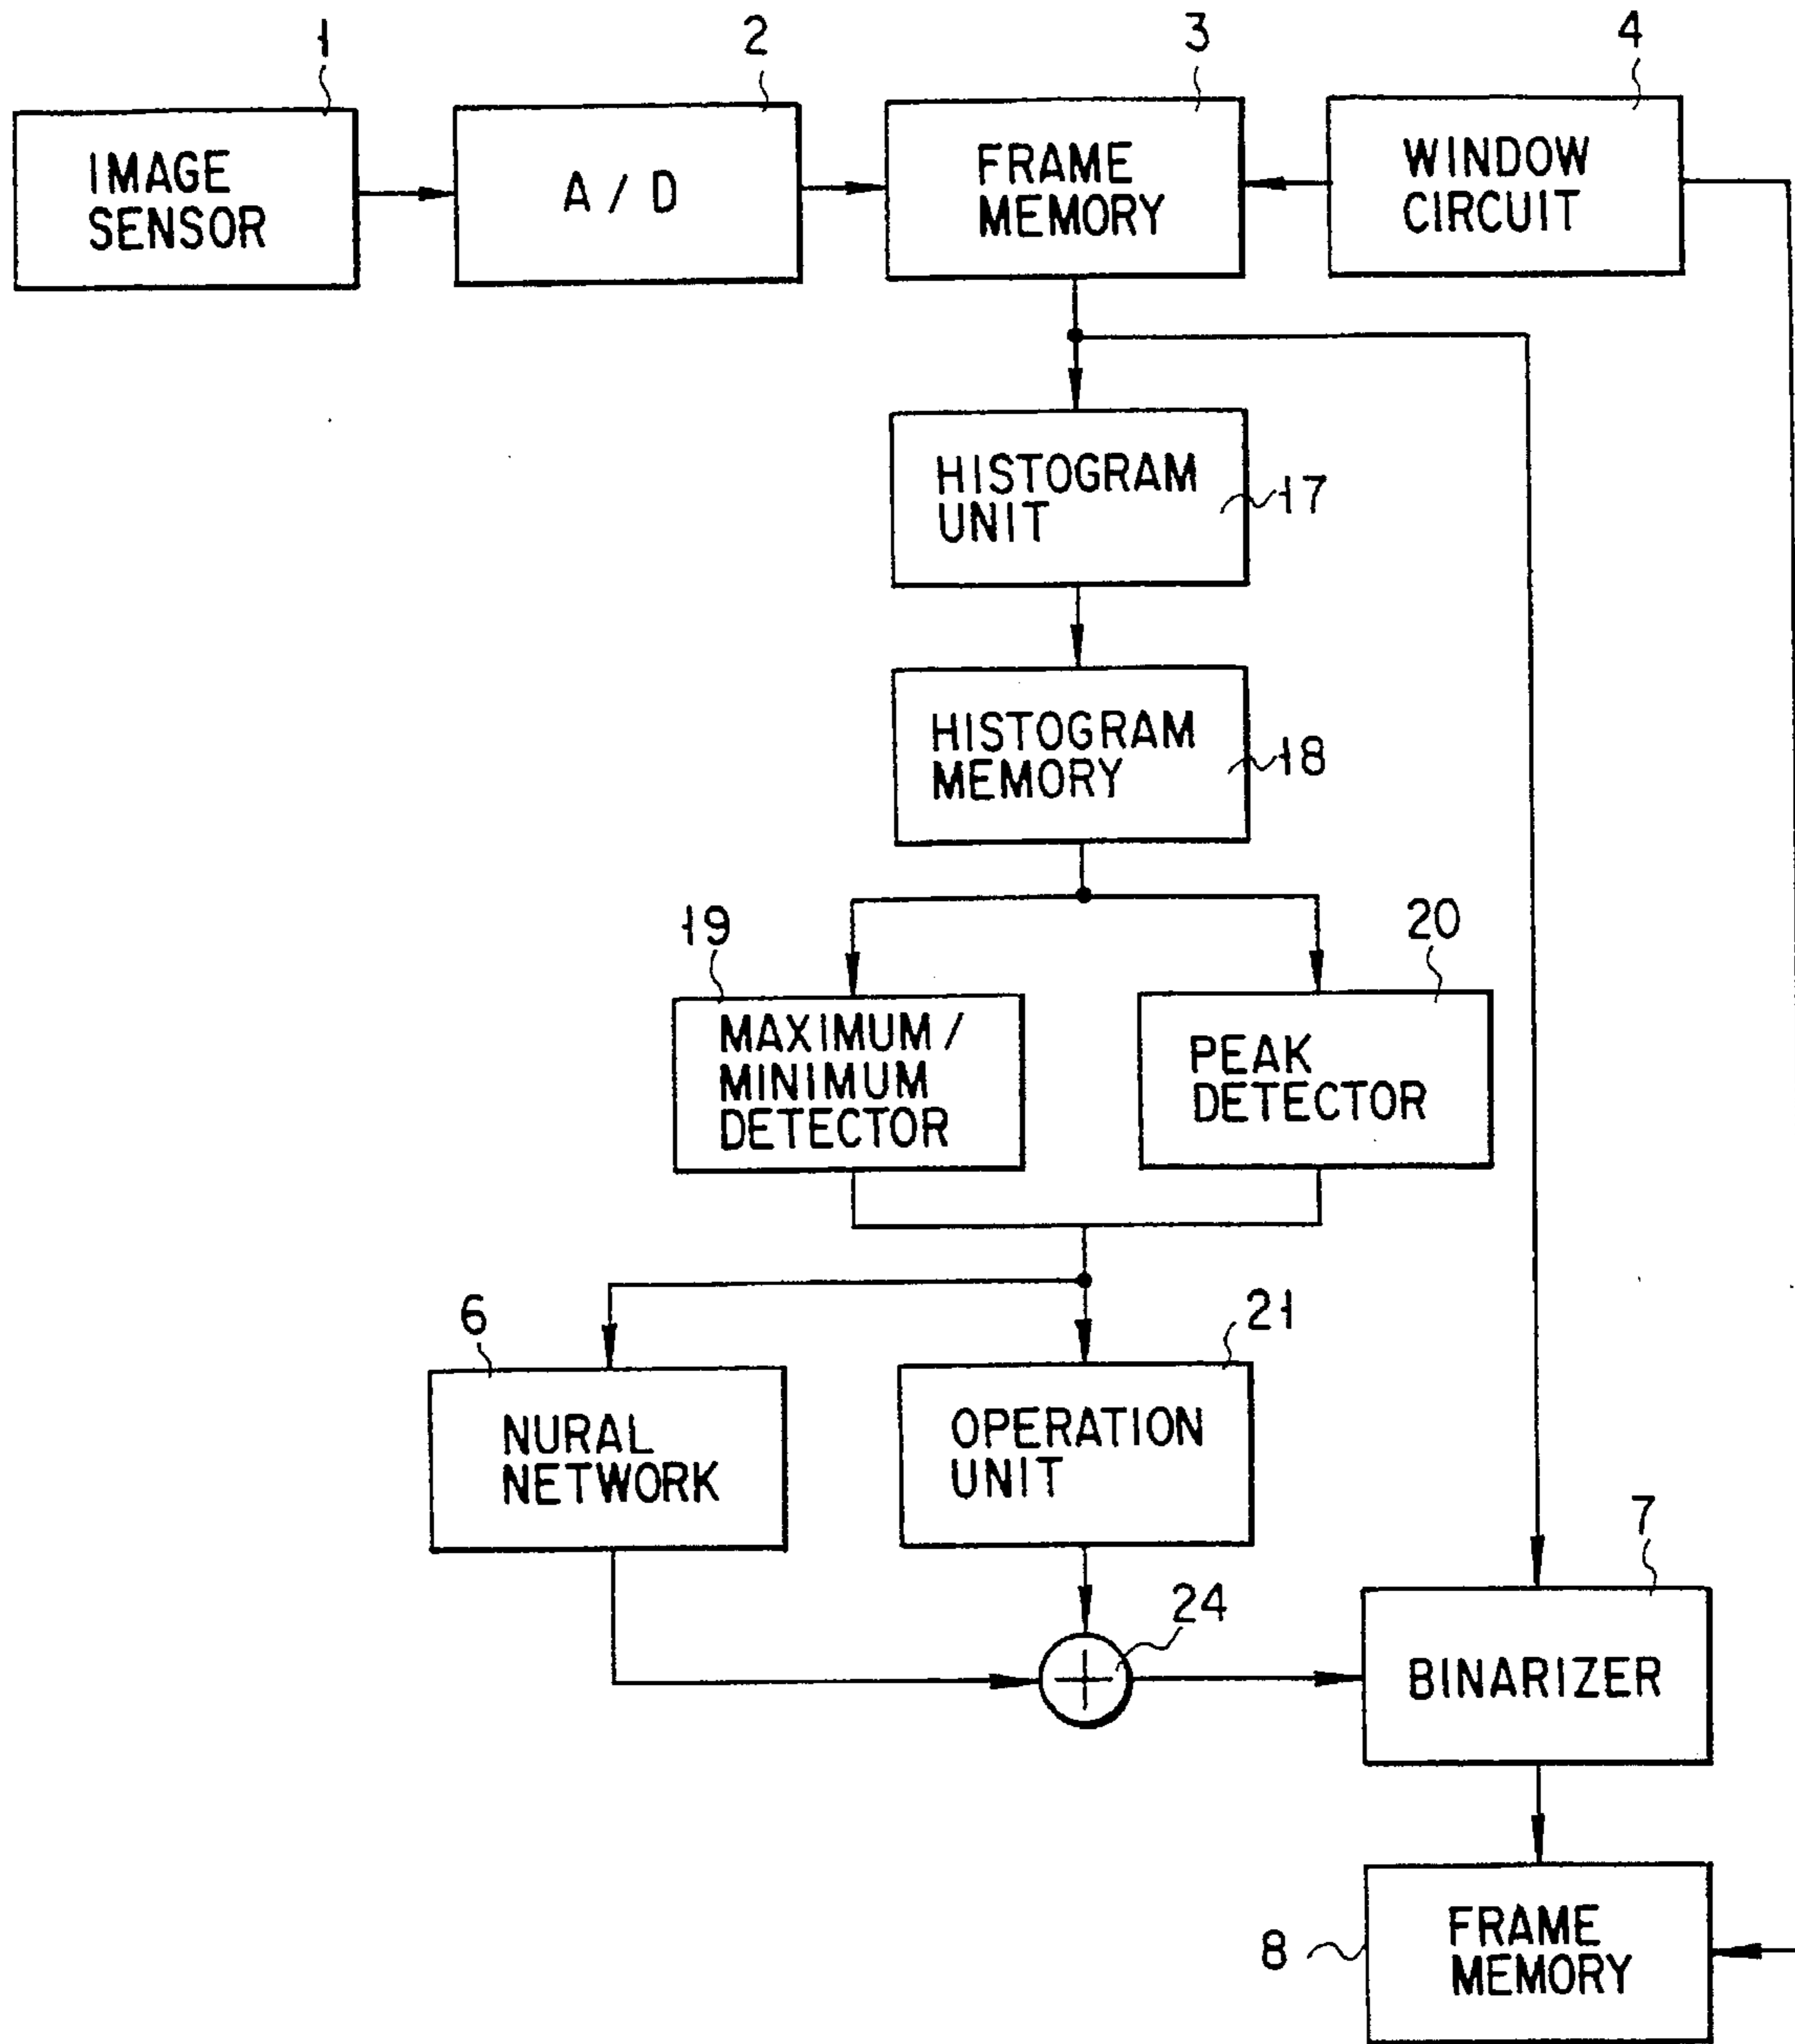 1
2
3
4
IMAGE
SENSOR
A / D
FRAME
MEMORY
WINDOW
CIRCUIT
HISTOGRAM
UNIT
17
HISTOGRAM
MEMORY
18
19
20
MAXIMUM /
MINIMUM
DETECTOR
PEAK
DETECTOR
6
21
NURAL
NETWORK
OPERATION
UNIT
7
24
BINARIZER
8
FRAME
MEMORY